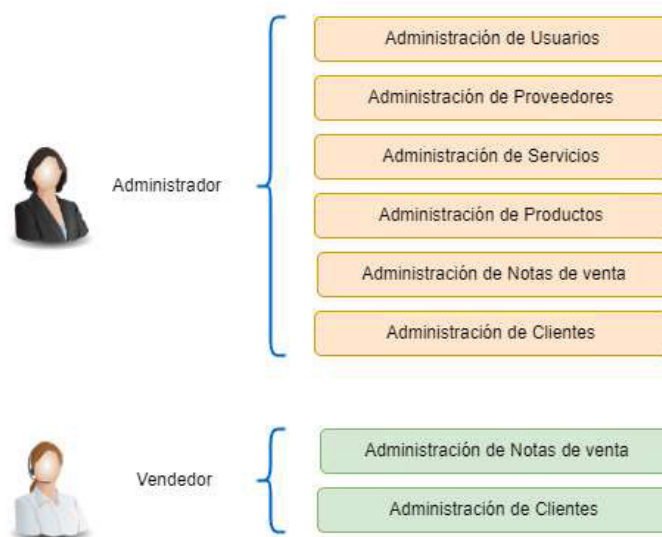 Administración de Usuarios
Administración de Proveedores
Administración de Servicios
Administrador
Administración de Productos
Administración de Notas de venta
Administración de Clientes
Administración de Notas de venta
Vendedor
Administración de Clientes